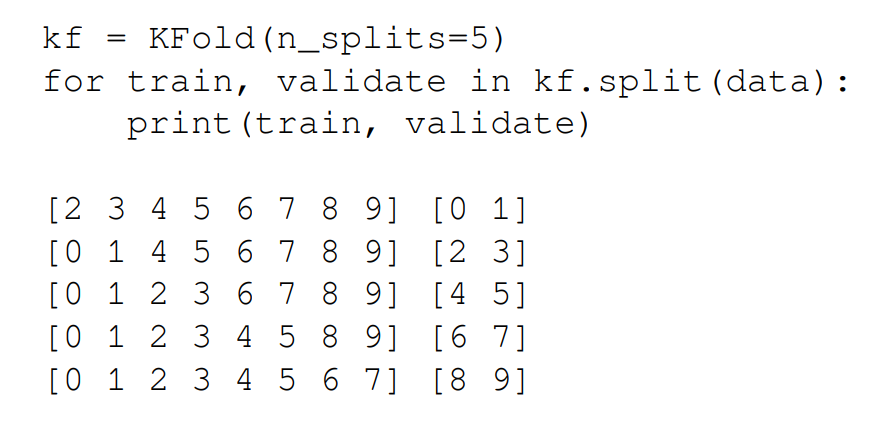 kf = KFold(n_splits=5)
for train, validate in kf.split(data):
    print(train, validate)
[2 3 4 5 6 7 8 9] [0 1]
[0 1 4 5 6 7 8 9] [2 3]
[0 1 2 3 6 7 8 9] [4 5]
[0 1 2 3 4 5 8 9] [6 7]
[0 1 2 3 4 5 6 7] [8 9]